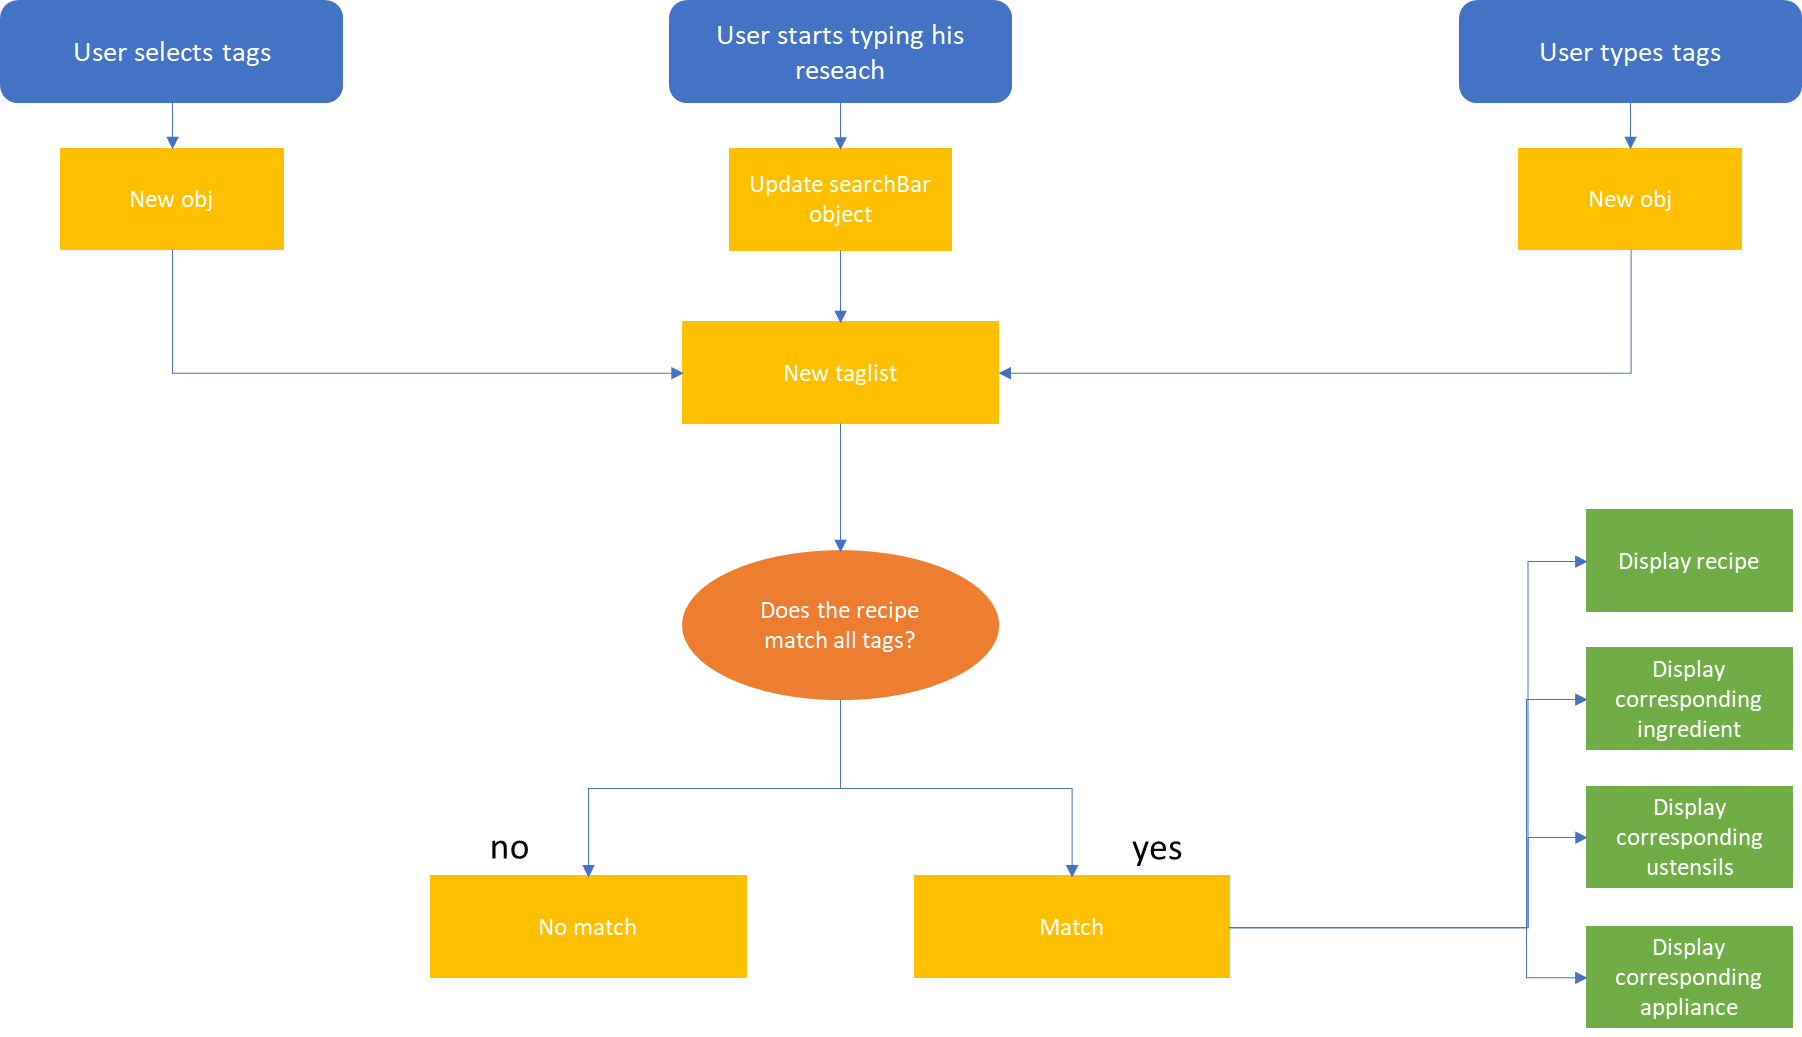 User selects tags
User starts typing his
reseach
User types tags
New obj
Update searchBar
object
New obj
New taglist
Does the recipe
match all tags?
no
yes
No match
Match
Display recipe
Display
corresponding
ingredient
Display
corresponding
ustensils
Display
corresponding
appliance